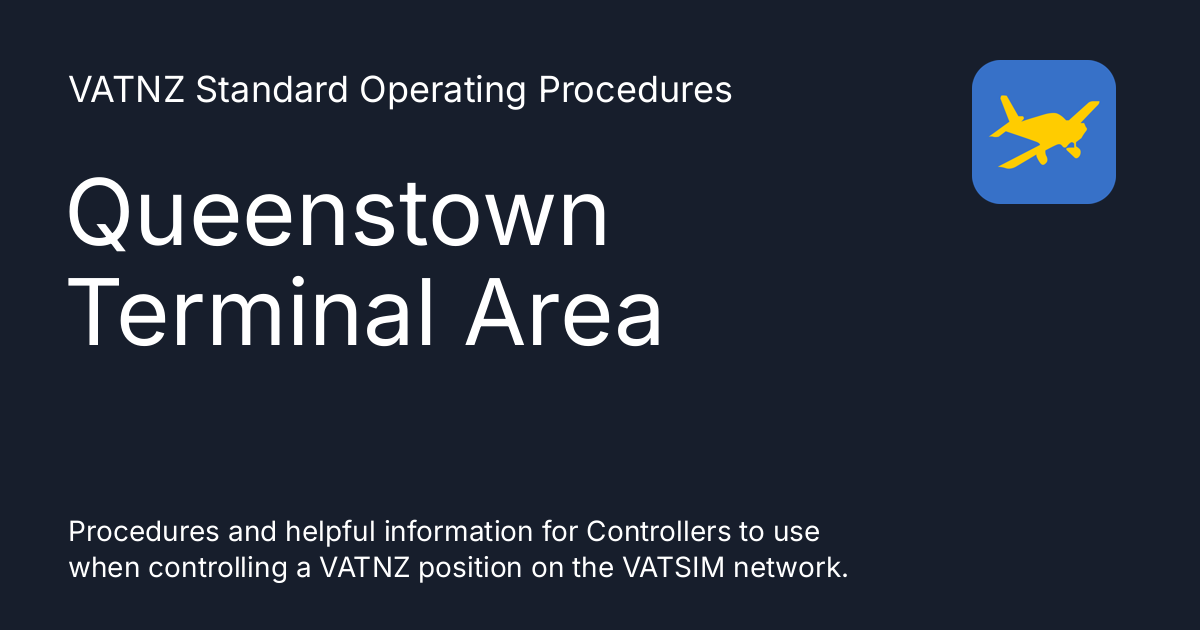 VATNZ Standard Operating Procedures
Queenstown
Terminal Area
Procedures and helpful information for Controllers to use
when controlling a VATNZ position on the VATSIM network.